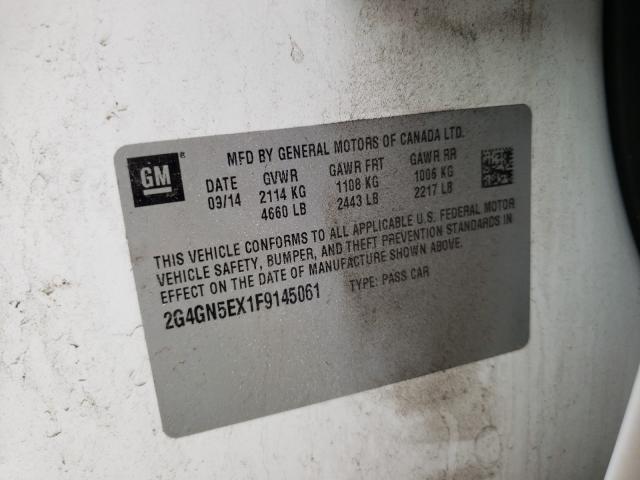 GM ®
MFD BY GENERAL MOTORS OF CANADA LTD.
DATE GVWR GAWR FRT GAWR RR
09/14 2114 KG 1108 KG 1006 KG
4660 LB 2443 LB 2217 LB
THIS VEHICLE CONFORMS TO ALL APPLICABLE U.S. FEDERAL MOTOR
VEHICLE SAFETY, BUMPER, AND THEFT PREVENTION STANDARDS IN
EFFECT ON THE DATE OF MANUFACTURE SHOWN ABOVE.
2G4GN5EX1F9145061 TYPE: PASS CAR